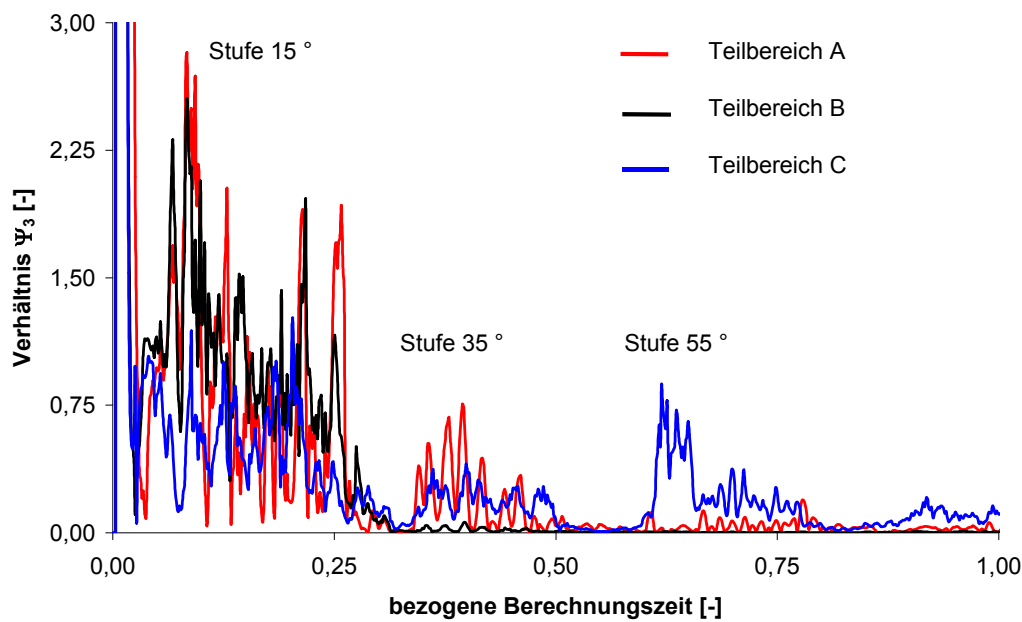 3,00
2,25
1,50
0,75
0,00
Verhältnis Ψ3 [-]
Stufe 15 °
Stufe 35 °
Stufe 55 °
Teilbereich A
Teilbereich B
Teilbereich C
0,00 0,25 0,50 0,75 1,00
bezogene Berechnungszeit [-]